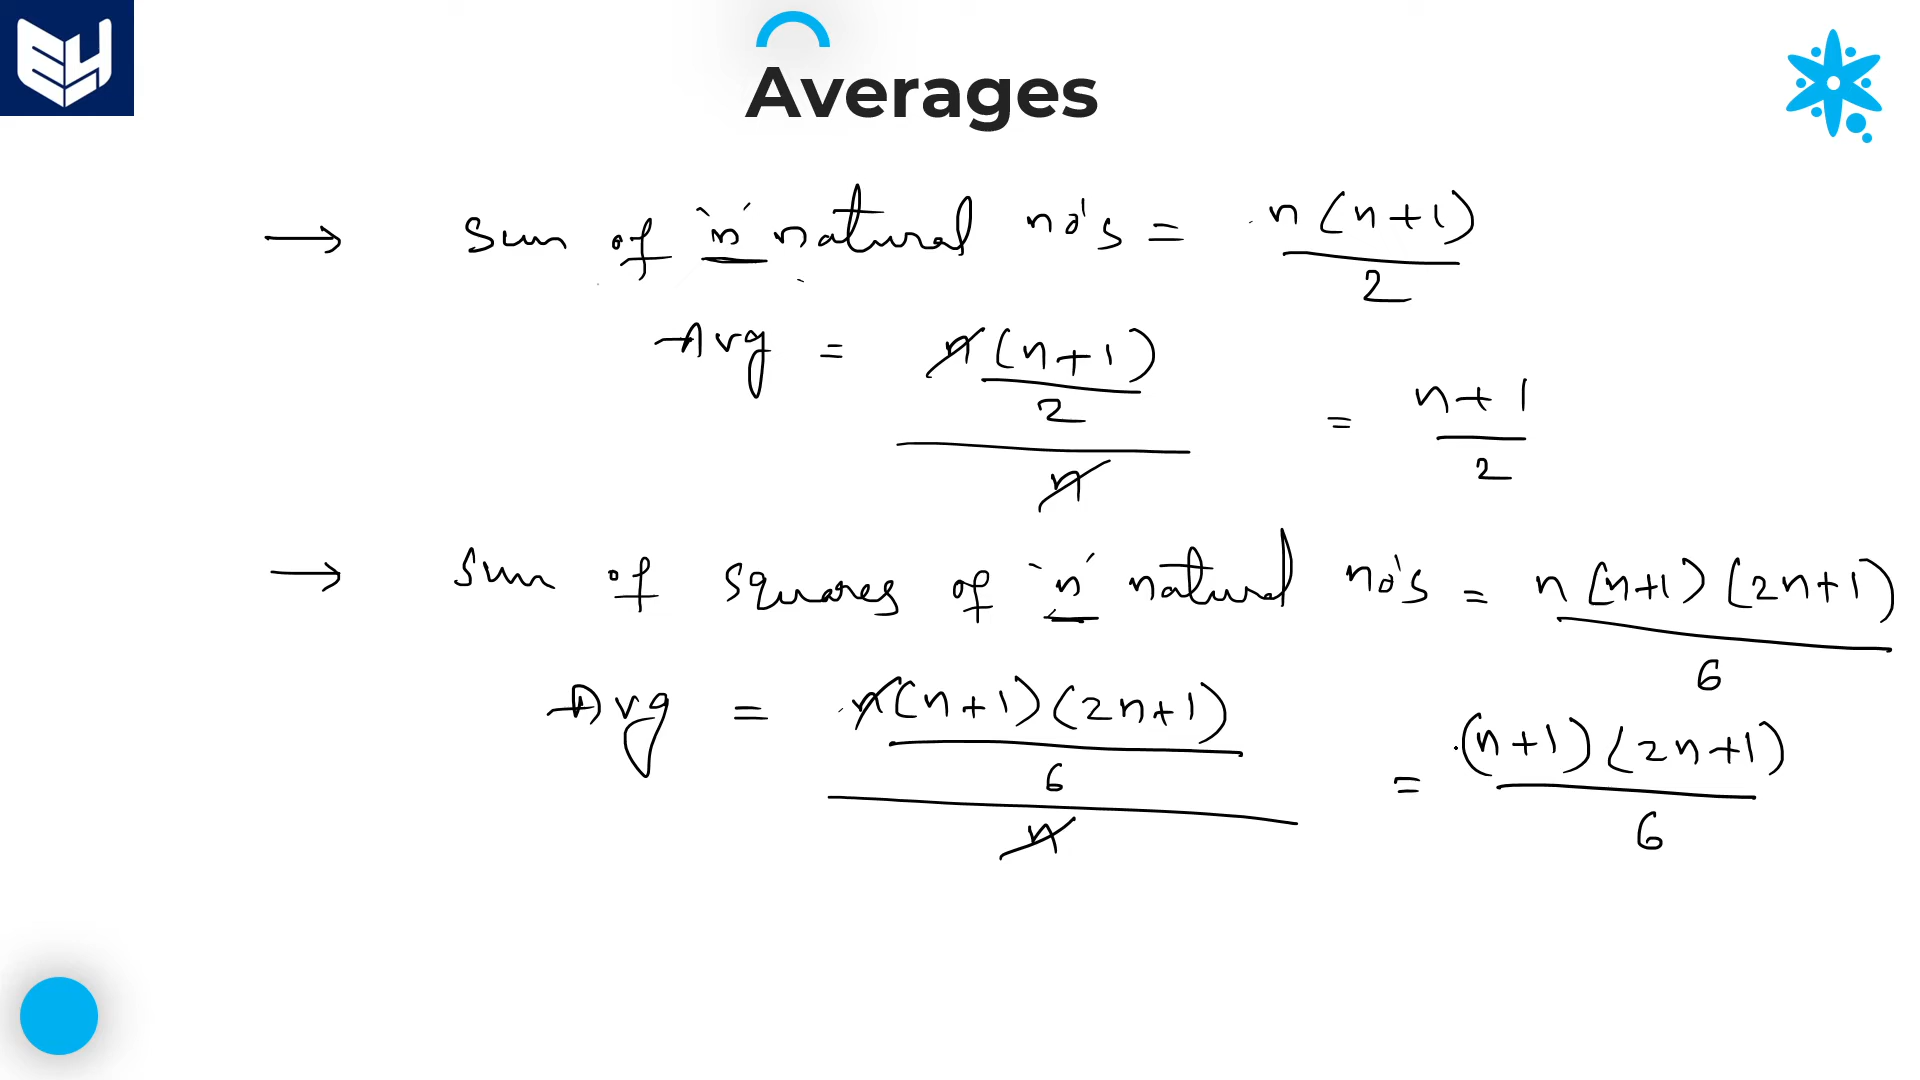 EY
Averages
→ Sum of 'n' natural no's = n(n+1)/2
Avg = (n(n+1)/2)/n = (n+1)/2
→ Sum of squares of 'n' natural no's = n(n+1)(2n+1)/6
Avg = (n(n+1)(2n+1)/6)/n = (n+1)(2n+1)/6